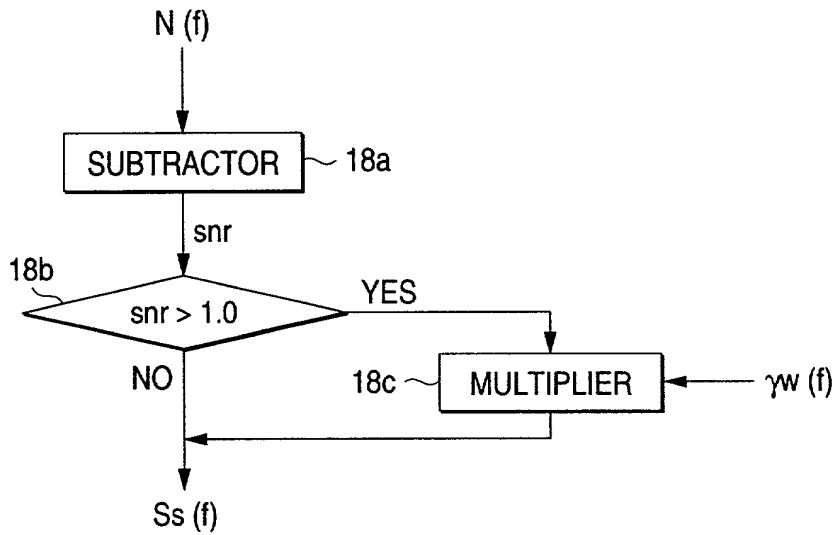 N (f)
SUBTRACTOR
18a
snr
18b
snr > 1.0
YES
NO
18c
MULTIPLIER
γw (f)
Ss (f)